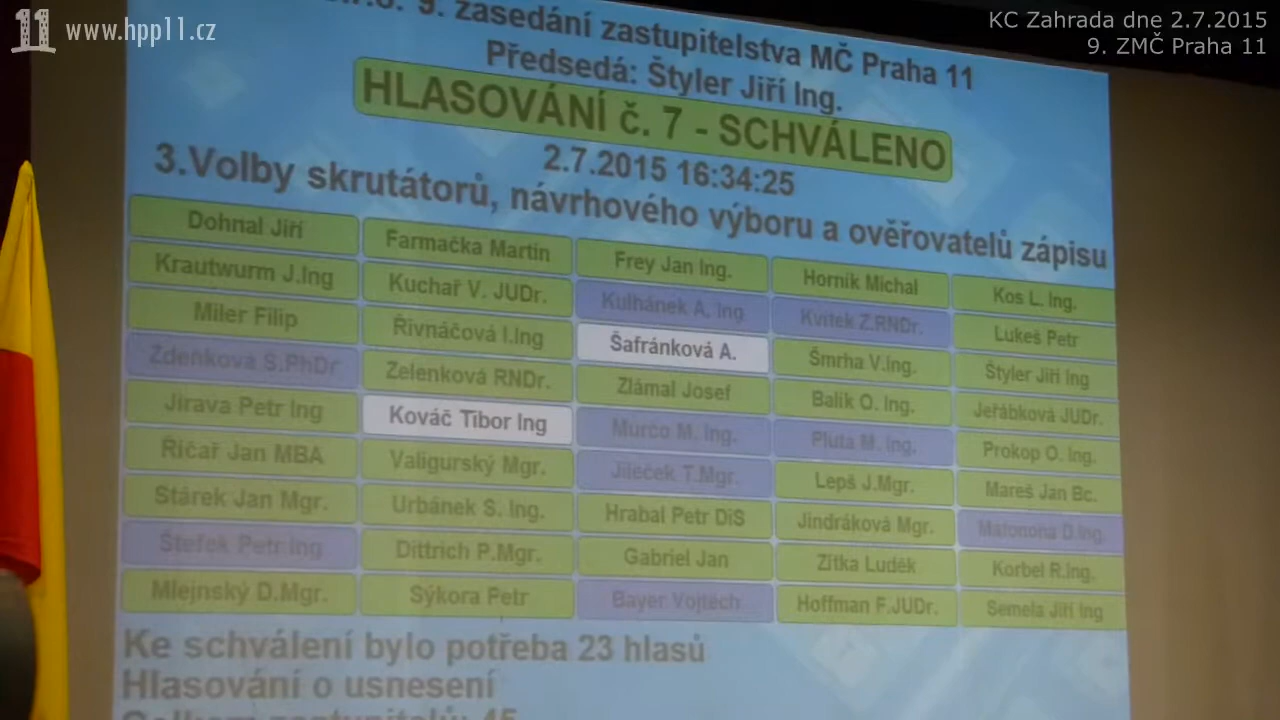 11 www.hpp11.cz
KC Zahrada dne 2.7.2015
9. ZMČ Praha 11
9. zasedání zastupitelstva MČ Praha 11
Předsedá: Štyler Jiří Ing.
HLASOVÁNÍ č. 7 - SCHVÁLENO
2.7.2015 16:34:25
3.Volby skrutátorů, návrhového výboru a ověřovatelů zápisu
Dohnal Jiří Farmačka Martin Frey Jan Ing. Horník Michal Kos L. Ing.
Krautwurm J.Ing Kuchař V. JUDr. Kulhánek A. Ing Kvítek Z.RNDr. Lukeš Petr
Miler Filip Řivnáčová I.Ing Šafránková A. Šmrha V.Ing. Štyler Jiří Ing
Zdeňková S.PhDr Zelenková RNDr. Zlámal Josef Balík O. Ing. Jeřábková JUDr.
Jirava Petr Ing Kováč Tibor Ing Murco M. Ing. Pluta M. Ing. Prokop O. Ing.
Říčař Jan MBA Valigurský Mgr. Jileček T.Mgr. Lepš J.Mgr. Mareš Jan Bc.
Stárek Jan Mgr. Urbánek S. Ing. Hrabal Petr DiS Jindráková Mgr. D.Ing.
Štefek Petr Ing Dittrich P.Mgr. Gabriel Jan Zítka Luděk Korbel R.Ing.
Mlejnský D.Mgr. Sýkora Petr Bayer Vojtěch Hoffman F.JUDr. Semela Jiří Ing
Ke schválení bylo potřeba 23 hlasů
Hlasování o usnesení
Celkem zastupitelů: 45